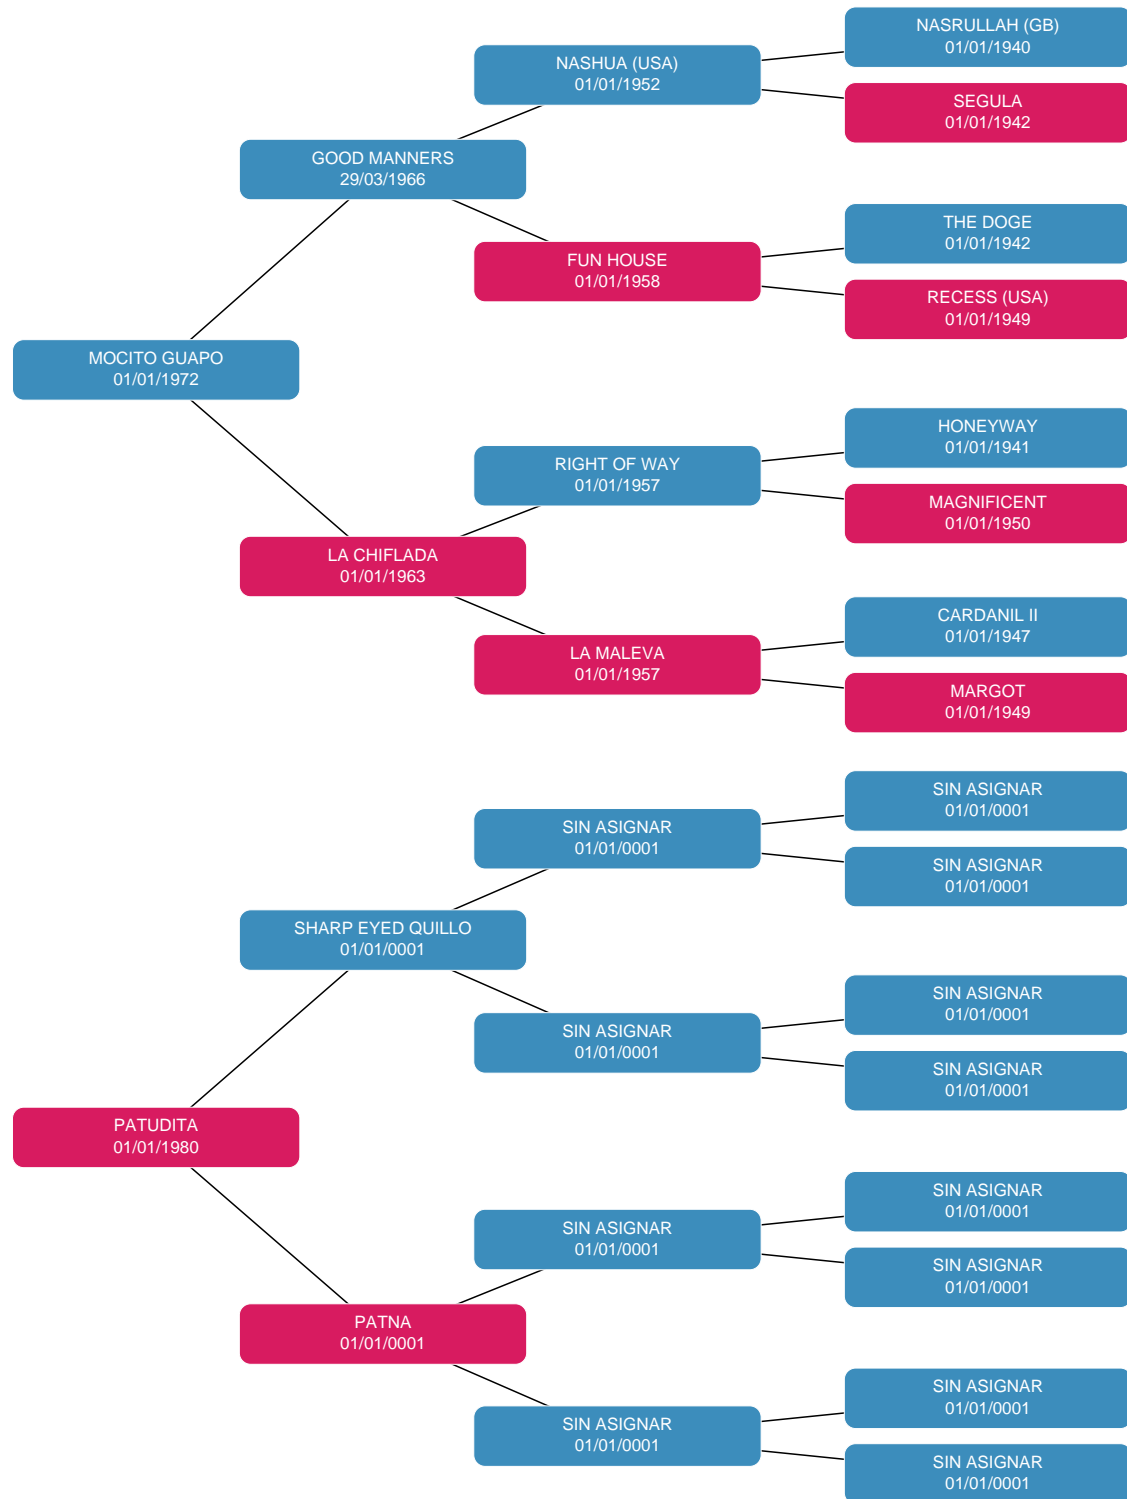 NASRULLAH (GB)
01/01/1940
NASHUA (USA)
01/01/1952
SEGULA
01/01/1942
GOOD MANNERS
29/03/1966
THE DOGE
01/01/1942
FUN HOUSE
01/01/1958
RECESS (USA)
01/01/1949
MOCITO GUAPO
01/01/1972
HONEYWAY
01/01/1941
RIGHT OF WAY
01/01/1957
MAGNIFICENT
01/01/1950
LA CHIFLADA
01/01/1963
CARDANIL II
01/01/1947
LA MALEVA
01/01/1957
MARGOT
01/01/1949
SIN ASIGNAR
01/01/0001
SIN ASIGNAR
01/01/0001
SIN ASIGNAR
01/01/0001
SHARP EYED QUILLO
01/01/0001
SIN ASIGNAR
01/01/0001
SIN ASIGNAR
01/01/0001
SIN ASIGNAR
01/01/0001
PATUDITA
01/01/1980
SIN ASIGNAR
01/01/0001
SIN ASIGNAR
01/01/0001
SIN ASIGNAR
01/01/0001
PATNA
01/01/0001
SIN ASIGNAR
01/01/0001
SIN ASIGNAR
01/01/0001
SIN ASIGNAR
01/01/0001